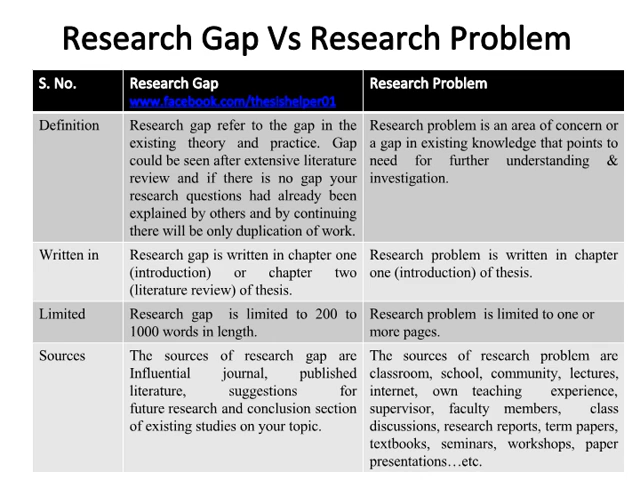 Research Gap Vs Research Problem
S. No.
Research Gap
www.facebook.com/thesishelper01
Research Problem
Definition
Research gap refer to the gap in the
existing theory and practice. Gap
could be seen after extensive literature
review and if there is no gap your
research questions had already been
explained by others and by continuing
there will be only duplication of work.
Research problem is an area of concern or
a gap in existing knowledge that points to
need for further understanding &
investigation.
Written in
Research gap is written in chapter one
(introduction) or chapter two
(literature review) of thesis.
Research problem is written in chapter
one (introduction) of thesis.
Limited
Research gap is limited to 200 to
1000 words in length.
Research problem is limited to one or
more pages.
Sources
The sources of research gap are
Influential journal, published
literature, suggestions for
future research and conclusion section
of existing studies on your topic.
The sources of research problem are
classroom, school, community, lectures,
internet, own teaching experience,
supervisor, faculty members, class
discussions, research reports, term papers,
textbooks, seminars, workshops, paper
presentations…etc.